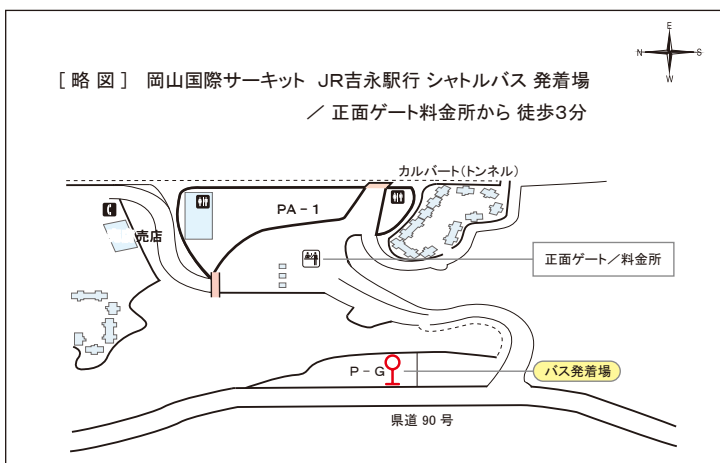 E
N
S
W
[ 略 図 ] 岡山国際サーキット JR吉永駅行 シャトルバス 発着場
／ 正面ゲート料金所から 徒歩3分
カルバート(トンネル)
PA - 1
売店
正面ゲート／料金所
P - G
バス発着場
県道 90 号